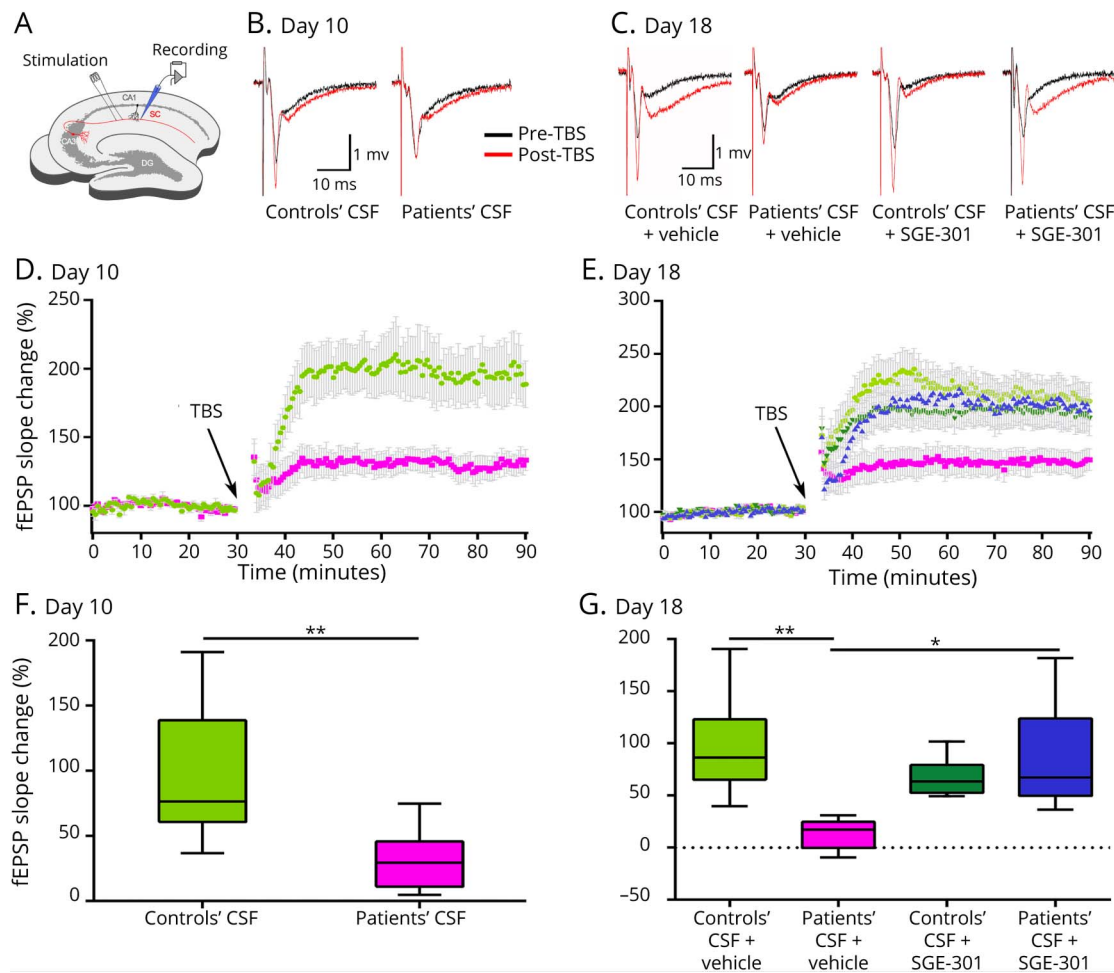 A
Stimulation
Recording
CA1
SC
CA3
DG
B. Day 10
Pre-TBS
Post-TBS
1 mv
10 ms
Controls’ CSF
Patients’ CSF
C. Day 18
1 mv
10 ms
Controls’ CSF
+ vehicle
Patients’ CSF
+ vehicle
Controls’ CSF
+ SGE-301
Patients’ CSF
+ SGE-301
D. Day 10
fEPSP slope change (%)
250
200
150
100
TBS
0 10 20 30 40 50 60 70 80 90
Time (minutes)
E. Day 18
300
250
200
150
100
TBS
0 10 20 30 40 50 60 70 80 90
Time (minutes)
F. Day 10
fEPSP slope change (%)
200
150
100
50
0
**
Controls’ CSF
Patients’ CSF
G. Day 18
200
150
100
50
0
−50
**
*
Controls’
CSF +
vehicle
Patients’
CSF +
vehicle
Controls’
CSF +
SGE-301
Patients’
CSF +
SGE-301